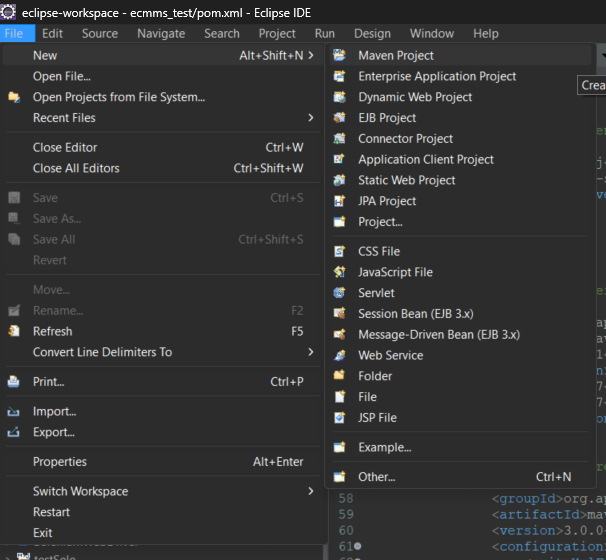 eclipse-workspace - ecmms_test/pom.xml - Eclipse IDE
File Edit Source Navigate Search Project Run Design Window Help
New Alt+Shift+N
Open File...
Open Projects from File System...
Recent Files
Close Editor Ctrl+W
Close All Editors Ctrl+Shift+W
Save Ctrl+S
Save As...
Save All Ctrl+Shift+S
Revert
Move...
Rename... F2
Refresh F5
Convert Line Delimiters To
Print... Ctrl+P
Import...
Export...
Properties Alt+Enter
Switch Workspace
Restart
Exit
Maven Project
Enterprise Application Project
Dynamic Web Project
EJB Project
Connector Project
Application Client Project
Static Web Project
JPA Project
Project...
CSS File
JavaScript File
Servlet
Session Bean (EJB 3.x)
Message-Driven Bean (EJB 3.x)
Web Service
Folder
File
JSP File
Example...
Other... Ctrl+N
Crea
58 <groupId>org.ap
59 <artifactId>mav
60 <version>3.0.0
61 <configuration